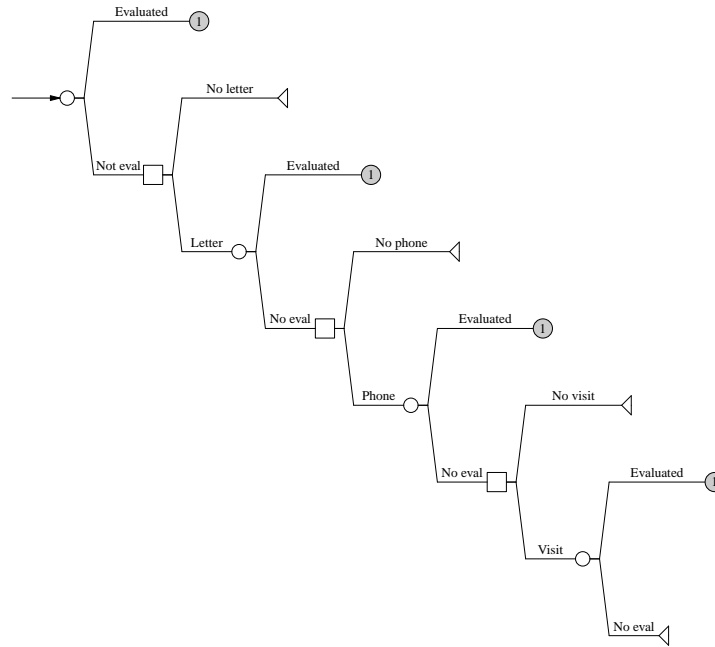 Evaluated 1
No letter
Not eval
Evaluated 1
Letter
No phone
No eval
Evaluated 1
Phone
No visit
No eval
Evaluated 1
Visit
No eval